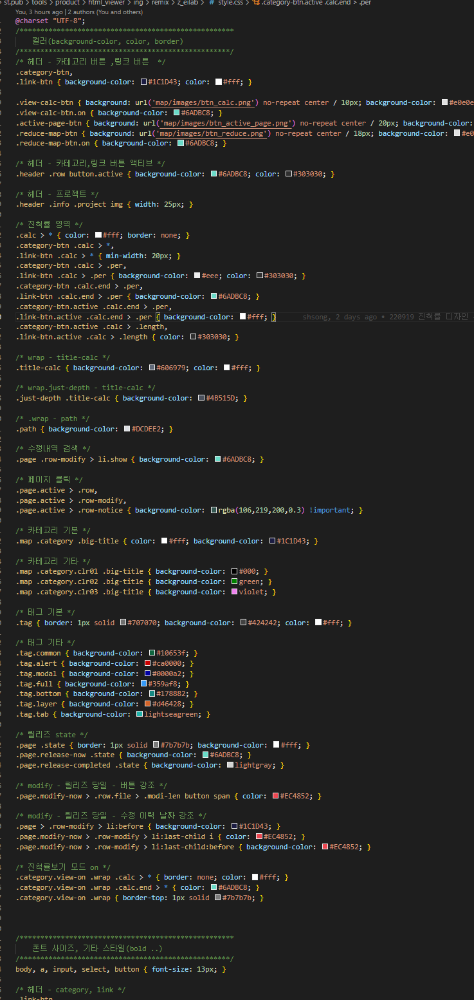 st.pub > tools > product > html_viewer > ing > remix > z_eilab > # style.css > .category-btn.active .calc.end > .per
You, 3 hours ago | 2 authors (You and others)
@charset "UTF-8";
/**************************************************
컬러(background-color, color, border)
**************************************************/
/* 헤더 - 카테고리 버튼 ,링크 버튼  */
.category-btn,
.link-btn { background-color: #1C1D43; color: #fff; }
.view-calc-btn { background: url('map/images/btn_calc.png') no-repeat center / 10px; background-color: #e0e0e
.view-calc-btn.on { background-color: #6ADBC8; }
.active-page-btn { background: url('map/images/btn_active_page.png') no-repeat center / 20px; background-color:
.reduce-map-btn { background: url('map/images/btn_reduce.png') no-repeat center / 18px; background-color: #e0
.reduce-map-btn.on { background-color: #6ADBC8; }
/* 헤더 - 카테고리,링크 버튼 액티브 */
.header .row button.active { background-color: #6ADBC8; color: #303030; }
/* 헤더 - 프로젝트 */
.header .info .project img { width: 25px; }
/* 진척률 영역 */
.calc > * { color: #fff; border: none; }
.category-btn .calc > *,
.link-btn .calc > * { min-width: 20px; }
.category-btn .calc > .per,
.link-btn .calc > .per { background-color: #eee; color: #303030; }
.category-btn .calc.end > .per,
.link-btn .calc.end > .per { background-color: #6ADBC8; }
.category-btn.active .calc.end > .per,
.link-btn.active .calc.end > .per { background-color: #fff; } shsong, 2 days ago • 220919 진척률 디자인
.category-btn.active .calc > .length,
.link-btn.active .calc > .length { color: #303030; }
/* wrap - title-calc */
.title-calc { background-color: #606979; color: #fff; }
/* wrap.just-depth - title-calc */
.just-depth .title-calc { background-color: #4B515D; }
/* .wrap - path */
.path { background-color: #DCDEE2; }
/* 수정내역 검색 */
.page .row-modify > li.show { background-color: #6ADBC8; }
/* 페이지 클릭 */
.page.active > .row,
.page.active > .row-modify,
.page.active > .row-notice { background-color: rgba(106,219,200,0.3) !important; }
/* 카테고리 기본 */
.map .category .big-title { color: #fff; background-color: #1C1D43; }
/* 카테고리 기타 */
.map .category.clr01 .big-title { background-color: #000; }
.map .category.clr02 .big-title { background-color: green; }
.map .category.clr03 .big-title { background-color: violet; }
/* 태그 기본 */
.tag { border: 1px solid #707070; background-color: #424242; color: #fff; }
/* 태그 기타 */
.tag.common { background-color: #10653f; }
.tag.alert { background-color: #ca0000; }
.tag.modal { background-color: #0000a2; }
.tag.full { background-color: #359af8; }
.tag.bottom { background-color: #178882; }
.tag.layer { background-color: #d46428; }
.tag.tab { background-color: lightseagreen; }
/* 릴리즈 state */
.page .state { border: 1px solid #7b7b7b; background-color: #fff; }
.page.release-now .state { background-color: #6ADBC8; }
.page.release-completed .state { background-color: lightgray; }
/* modify - 릴리즈 당일 - 버튼 강조 */
.page.modify-now > .row.file > .modi-len button span { color: #EC4852; }
/* modify - 릴리즈 당일 - 수정 이력 날짜 강조 */
.page > .row-modify > li:before { background-color: #1C1D43; }
.page.modify-now > .row-modify > li:last-child i { color: #EC4852; }
.page.modify-now > .row-modify > li:last-child:before { background-color: #EC4852; }
/* 진척률보기 모드 on */
.category.view-on .wrap .calc > * { border: none; color: #fff; }
.category.view-on .wrap .calc.end > * { color: #6ADBC8; }
.category.view-on .wrap { border-top: 1px solid #7b7b7b; }
/**************************************************
폰트 사이즈, 기타 스타일(bold ..)
**************************************************/
body, a, input, select, button { font-size: 13px; }
/* 헤더 - category, link */
.link-btn